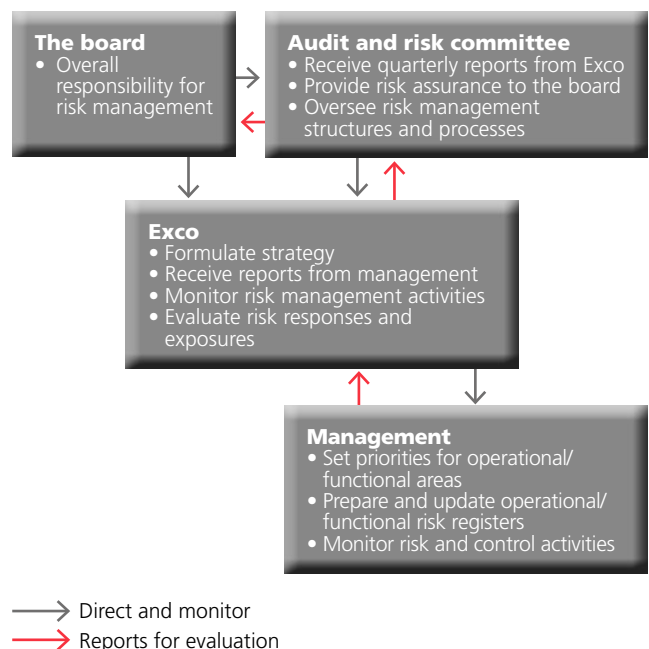 The board
• Overall
responsibility for
risk management
Audit and risk committee
• Receive quarterly reports from Exco
• Provide risk assurance to the board
• Oversee risk management
structures and processes
Exco
• Formulate strategy
• Receive reports from management
• Monitor risk management activities
• Evaluate risk responses and
exposures
Management
• Set priorities for operational/
functional areas
• Prepare and update operational/
functional risk registers
• Monitor risk and control activities
Direct and monitor
Reports for evaluation